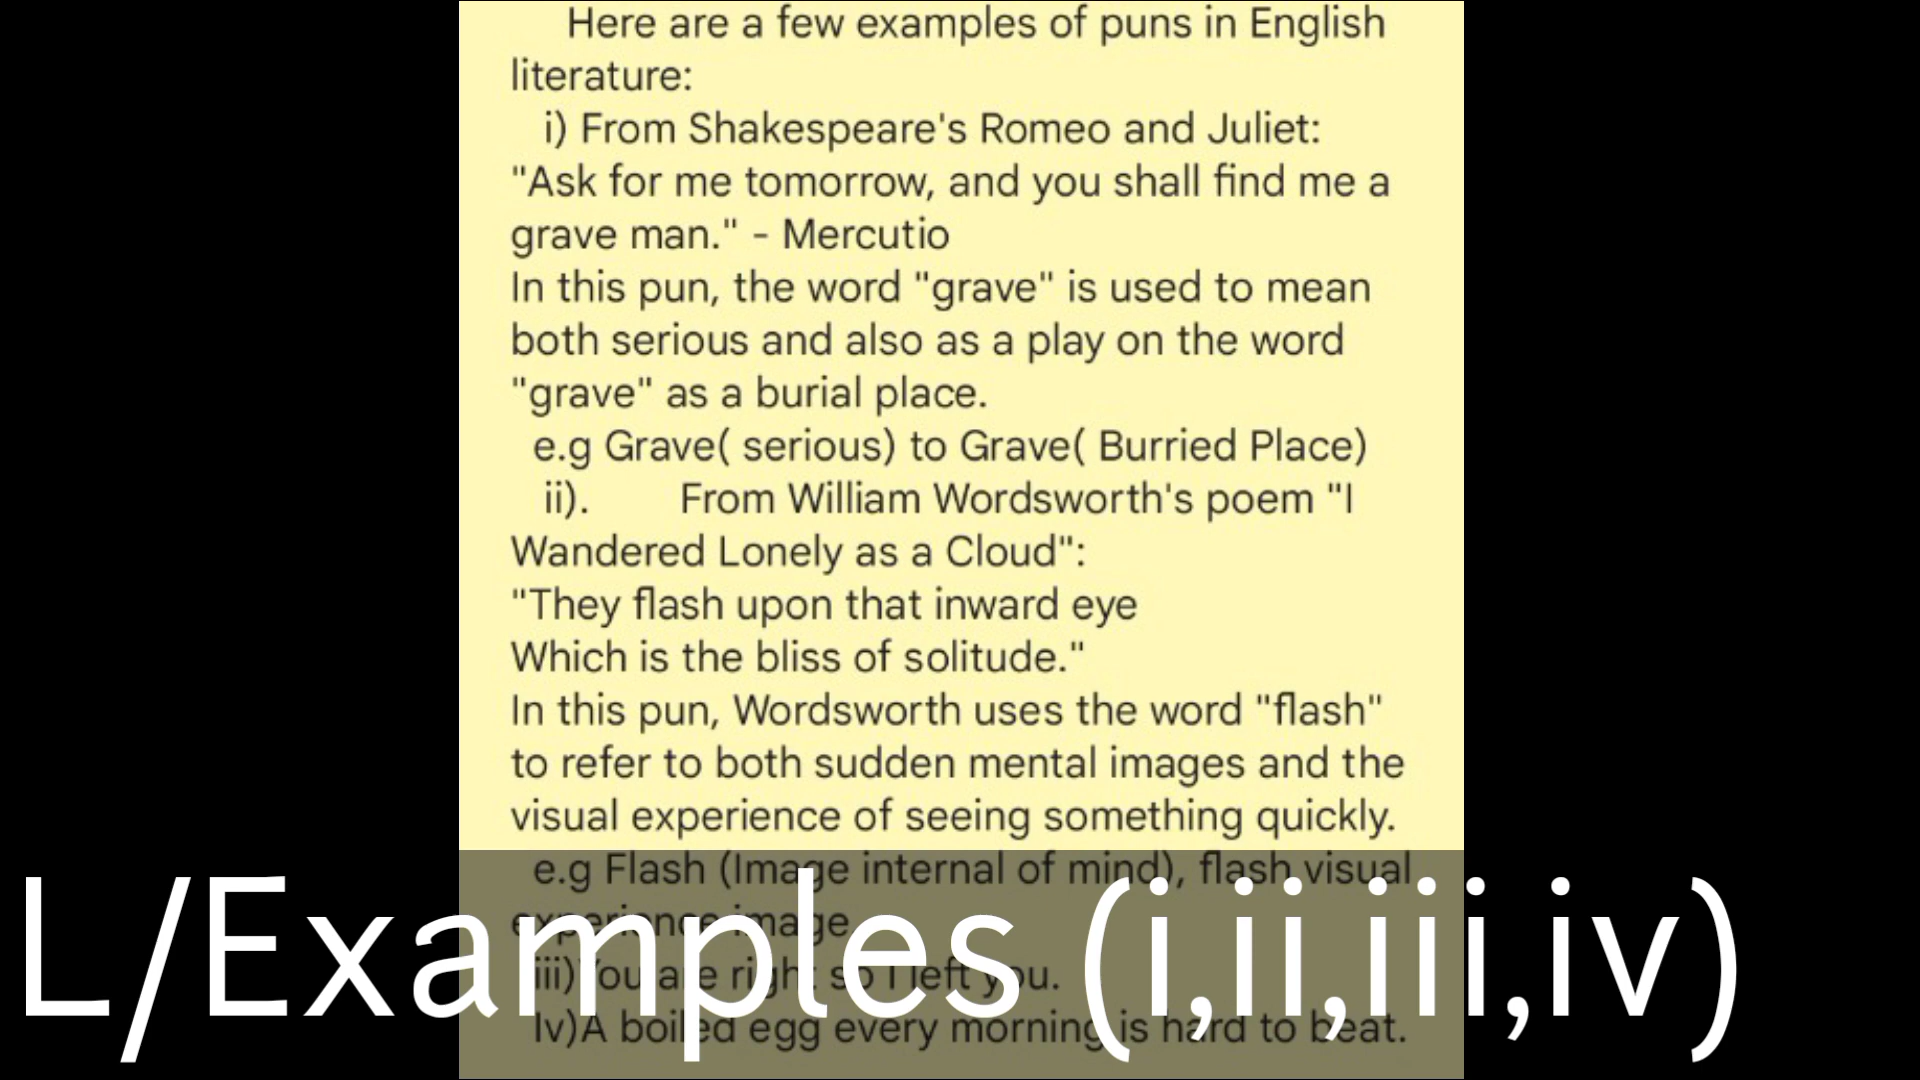 Here are a few examples of puns in English
literature:
i) From Shakespeare's Romeo and Juliet:
"Ask for me tomorrow, and you shall find me a
grave man." - Mercutio
In this pun, the word "grave" is used to mean
both serious and also as a play on the word
"grave" as a burial place.
e.g Grave( serious) to Grave( Burried Place)
ii). From William Wordsworth's poem "I
Wandered Lonely as a Cloud":
"They flash upon that inward eye
Which is the bliss of solitude."
In this pun, Wordsworth uses the word "flash"
to refer to both sudden mental images and the
visual experience of seeing something quickly.
e.g Flash (Image internal of mind), flash visual
experience image
iii)You are right so I left you.
Iv)A boiled egg every morning is hard to beat.
L/Examples (i,ii,iii,iv)